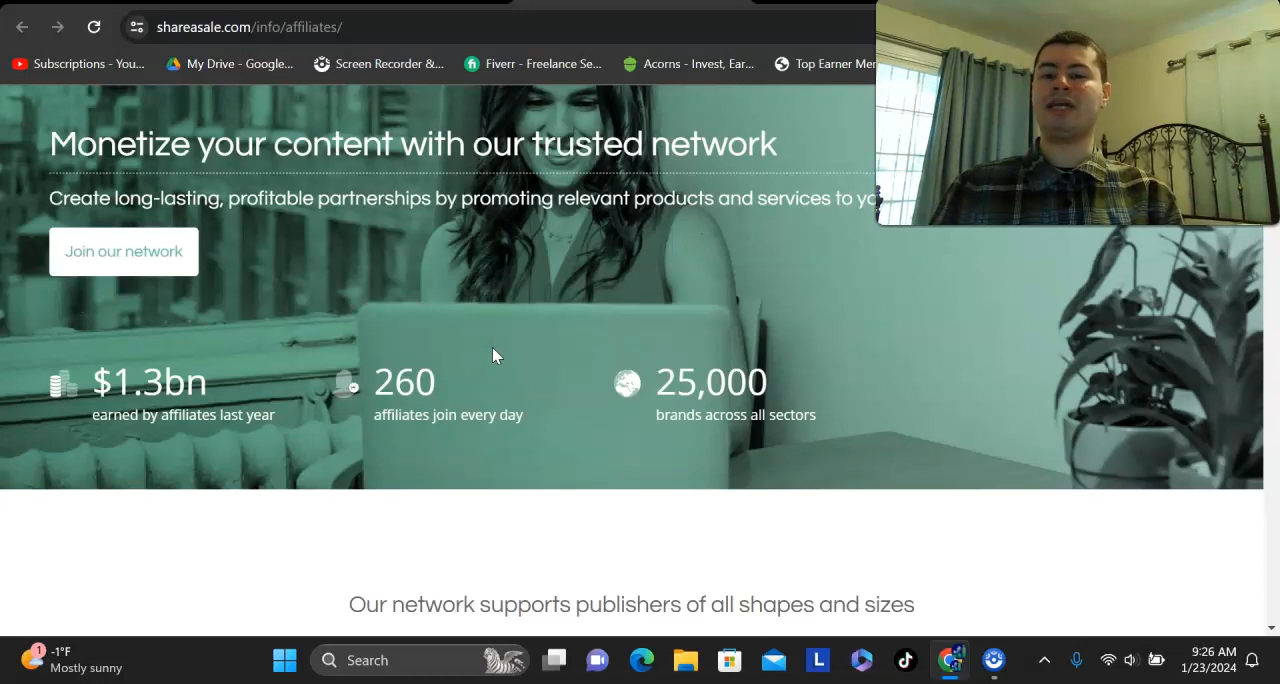 shareasale.com/info/affiliates/
Subscriptions - You...
My Drive - Google...
Screen Recorder &...
Fiverr - Freelance Se...
Acorns - Invest, Ear...
Top Earner Mer
Monetize your content with our trusted network
Create long-lasting, profitable partnerships by promoting relevant products and services to yo
Join our network
$1.3bn
earned by affiliates last year
260
affiliates join every day
25,000
brands across all sectors
Our network supports publishers of all shapes and sizes
1
-1°F
Mostly sunny
Search
L
9:26 AM
1/23/2024